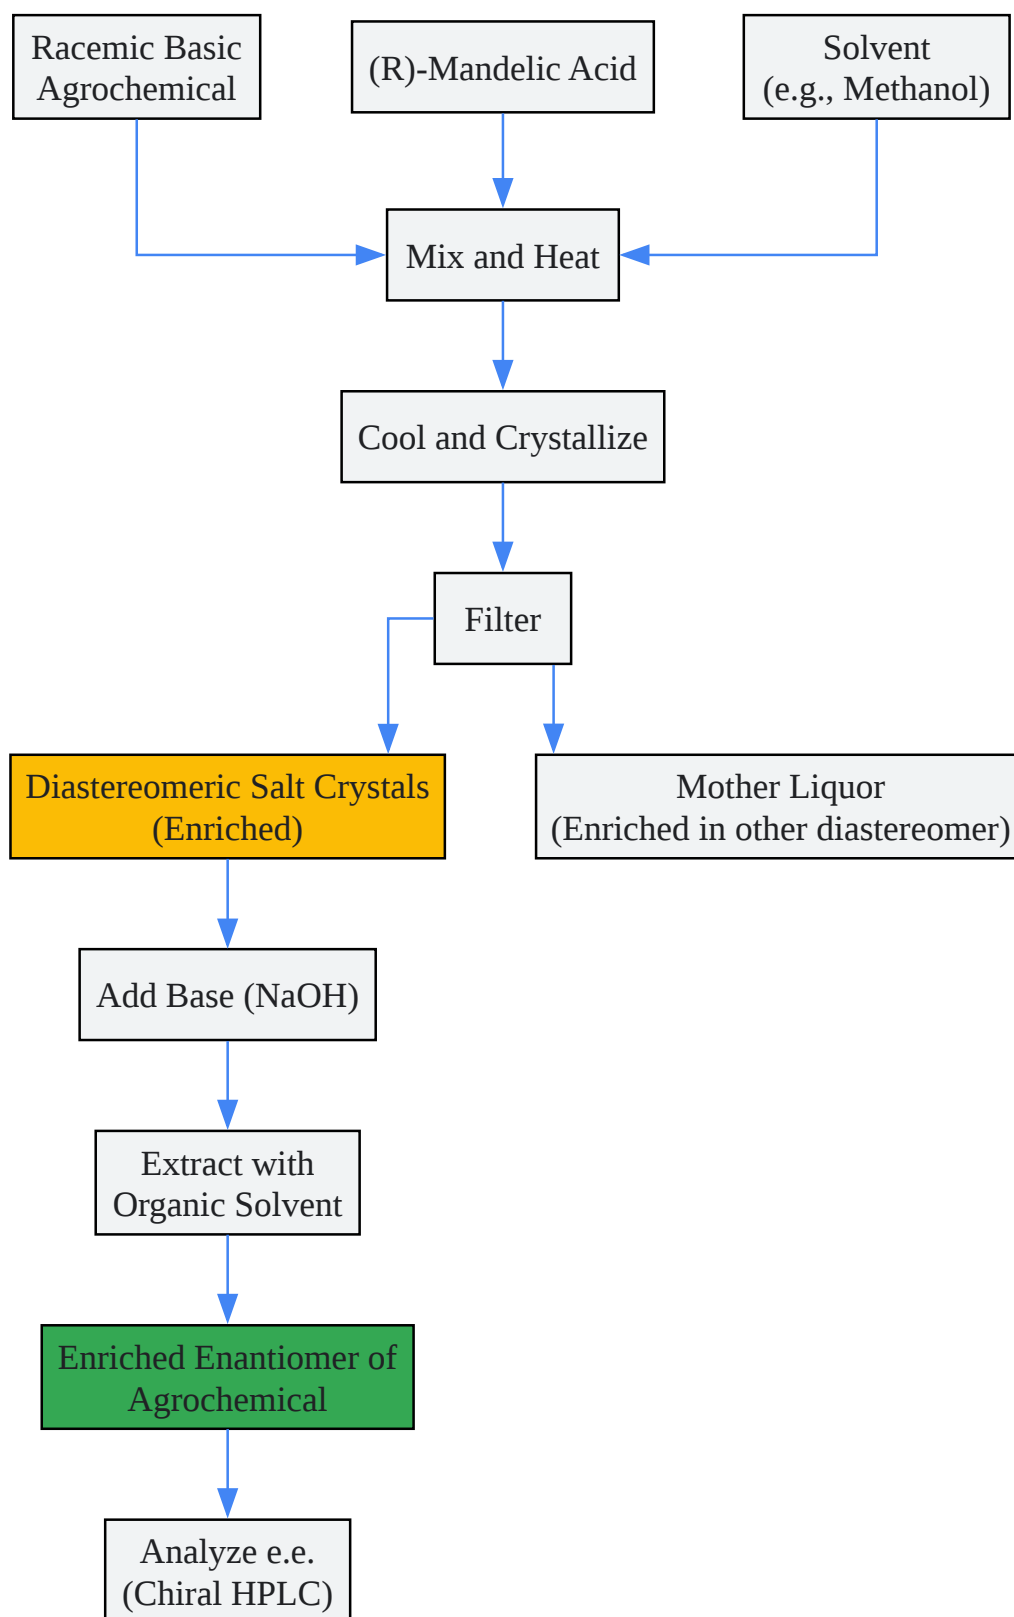 Racemic Basic
Agrochemical
(R)-Mandelic Acid
Solvent
(e.g., Methanol)
Mix and Heat
Cool and Crystallize
Filter
Diastereomeric Salt Crystals
(Enriched)
Mother Liquor
(Enriched in other diastereomer)
Add Base (NaOH)
Extract with
Organic Solvent
Enriched Enantiomer of
Agrochemical
Analyze e.e.
(Chiral HPLC)